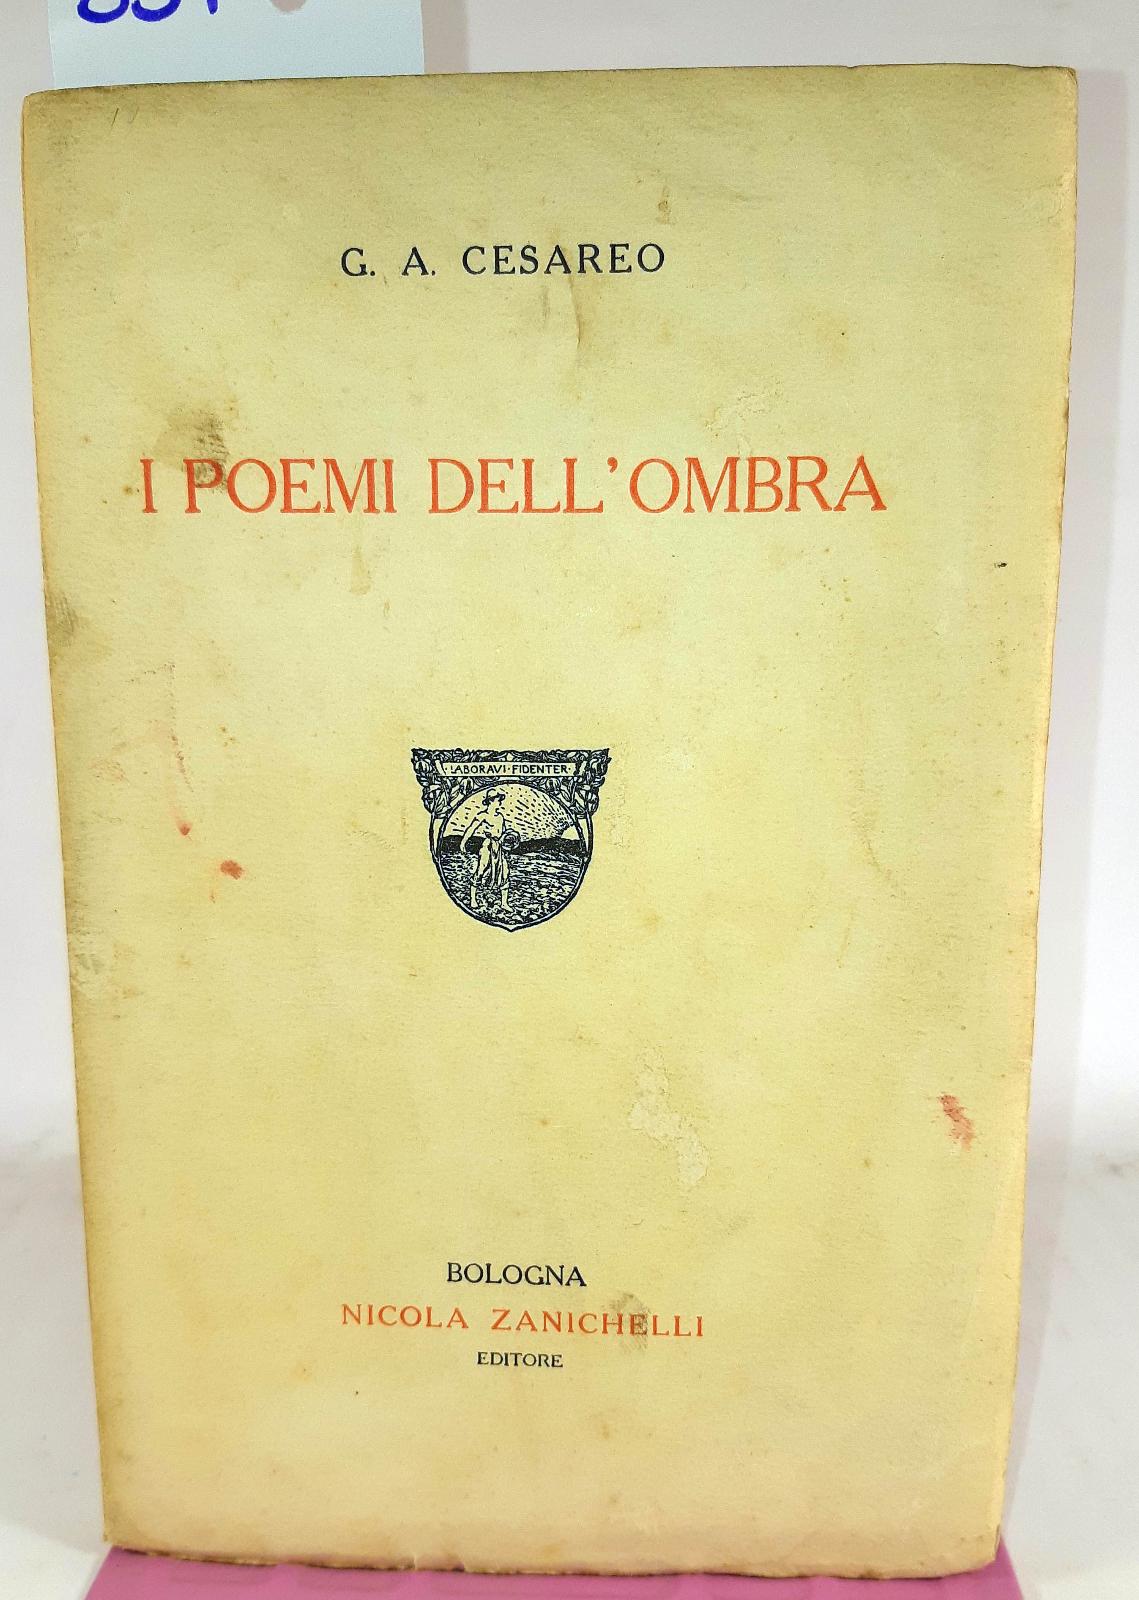 G. A. CESAREO
I POEMI DELL'OMBRA
·LABORAVI·FIDENTER·
BOLOGNA
NICOLA ZANICHELLI
EDITORE